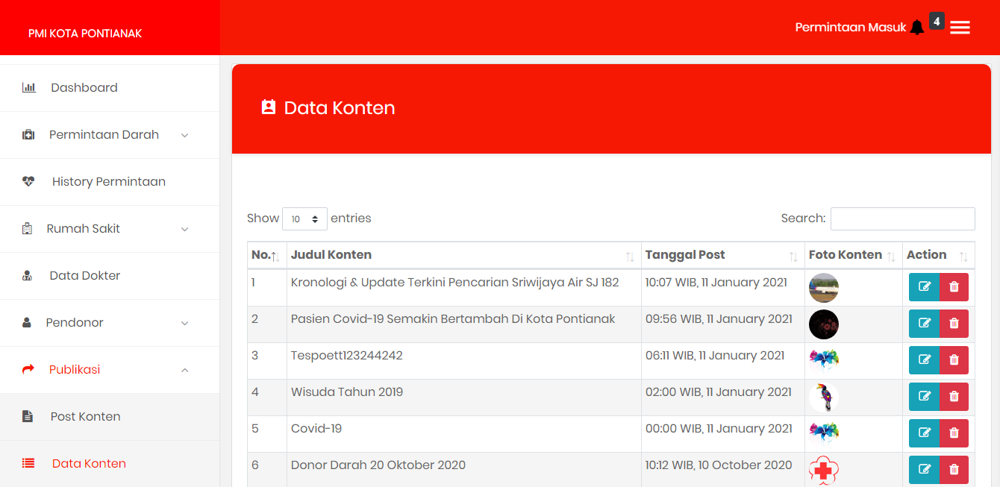 PMI KOTA PONTIANAK
Permintaan Masuk 4
Dashboard
Permintaan Darah
History Permintaan
Rumah Sakit
Data Dokter
Pendonor
Publikasi
Post Konten
Data Konten
Data Konten
Show 10 entries
Search:
No. Judul Konten Tanggal Post Foto Konten Action
1 Kronologi & Update Terkini Pencarian Sriwijaya Air SJ 182 10:07 WIB, 11 January 2021
2 Pasien Covid-19 Semakin Bertambah Di Kota Pontianak 09:56 WIB, 11 January 2021
3 Tespoett123244242 06:11 WIB, 11 January 2021
4 Wisuda Tahun 2019 02:00 WIB, 11 January 2021
5 Covid-19 00:00 WIB, 11 January 2021
6 Donor Darah 20 Oktober 2020 10:12 WIB, 10 October 2020